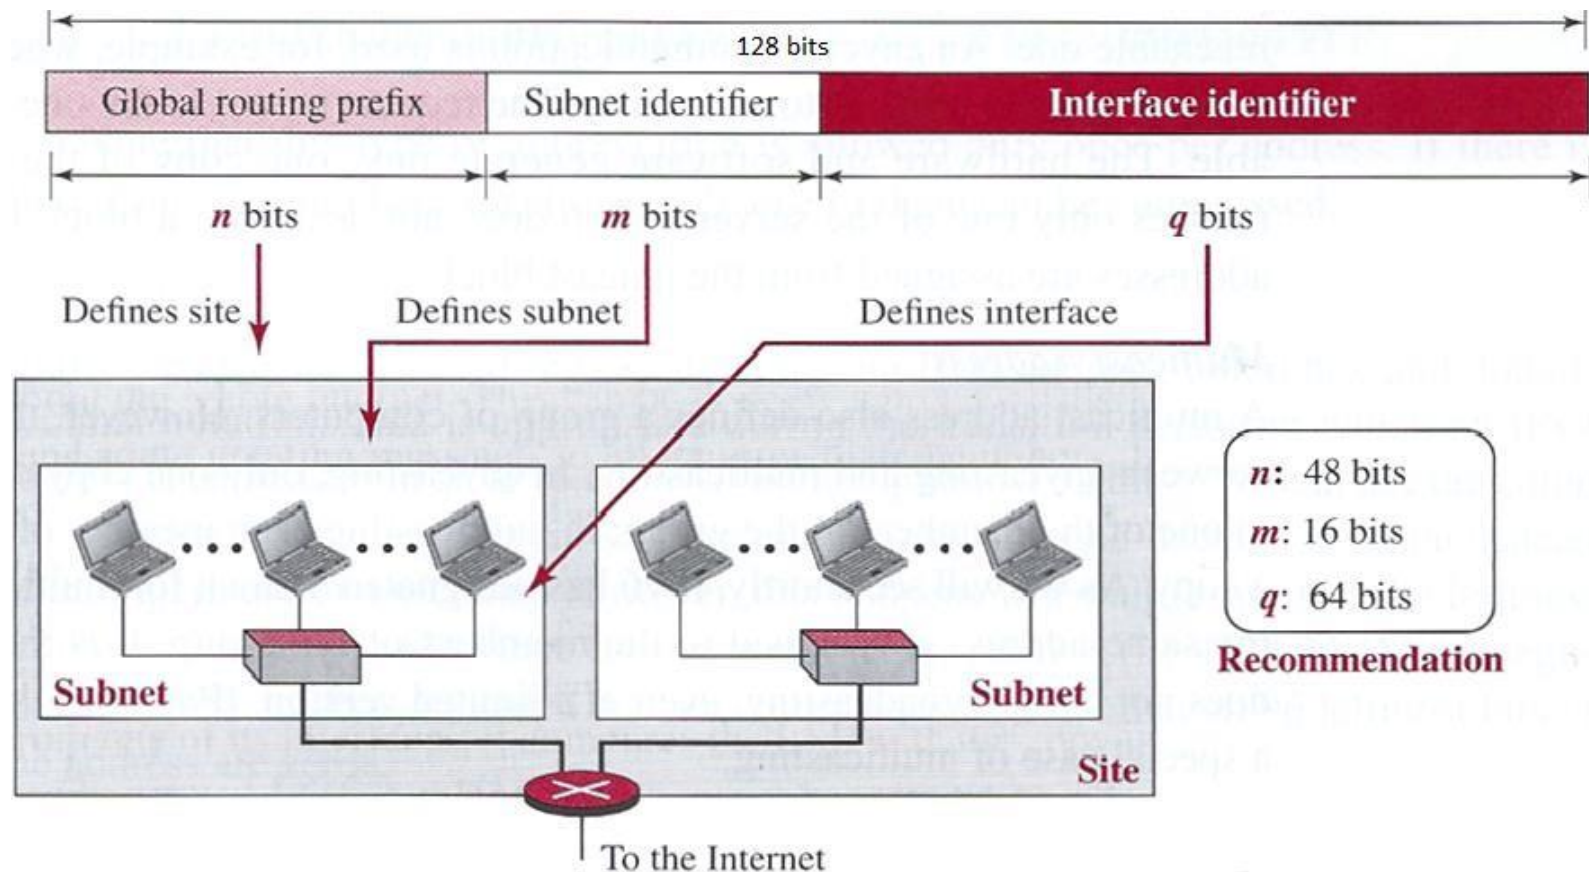 128 bits
Global routing prefix Subnet identifier Interface identifier
n bits m bits q bits
Defines site Defines subnet Defines interface
n: 48 bits
m: 16 bits
q: 64 bits
Recommendation
Subnet Subnet
Site
To the Internet